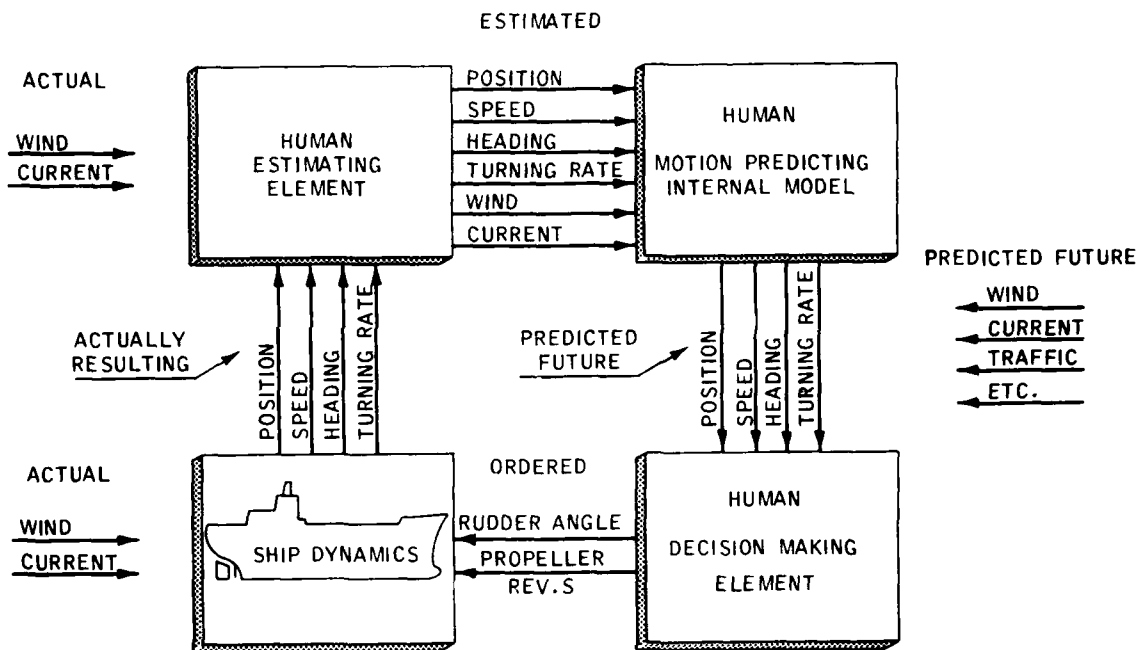 ESTIMATED
ACTUAL
WIND
CURRENT
HUMAN
ESTIMATING
ELEMENT
POSITION
SPEED
HEADING
TURNING RATE
WIND
CURRENT
HUMAN
MOTION PREDICTING
INTERNAL MODEL
PREDICTED FUTURE
WIND
CURRENT
TRAFFIC
ETC.
ACTUALLY
RESULTING
POSITION
SPEED
HEADING
TURNING RATE
PREDICTED
FUTURE
POSITION
SPEED
HEADING
TURNING RATE
ACTUAL
WIND
CURRENT
SHIP DYNAMICS
ORDERED
RUDDER ANGLE
PROPELLER
REV.S
HUMAN
DECISION MAKING
ELEMENT